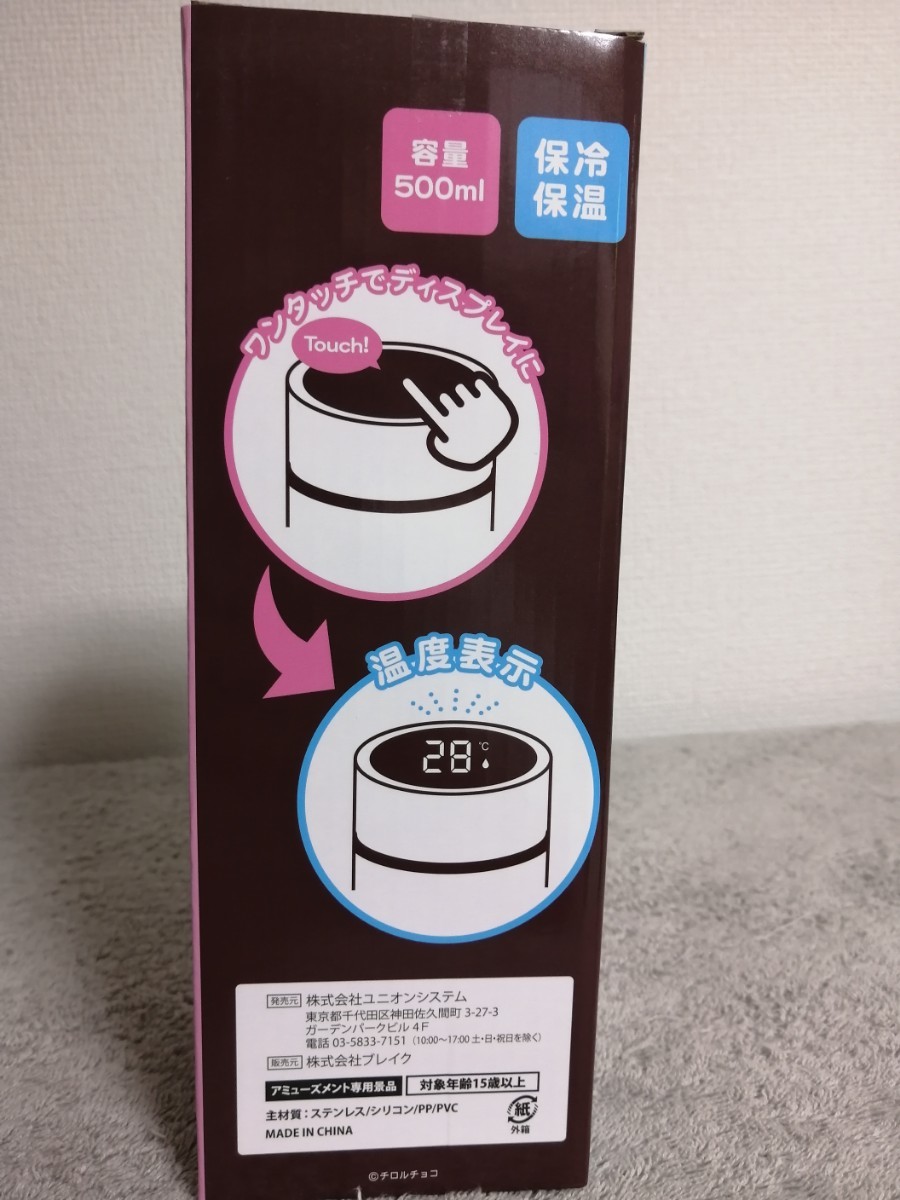 容量
500ml
保冷
保温
ワンタッチでディスプレイに
Touch!
温度表示
28℃
発売元 株式会社ユニオンシステム
東京都千代田区神田佐久間町 3-27-3
ガーデンパークビル 4F
電話 03-5833-7151（10:00〜17:00 土・日・祝日を除く）
販売元 株式会社ブレイク
アミューズメント専用景品 対象年齢15歳以上
主材質：ステンレス/シリコン/PP/PVC
紙
外箱
MADE IN CHINA
©チロルチョコ